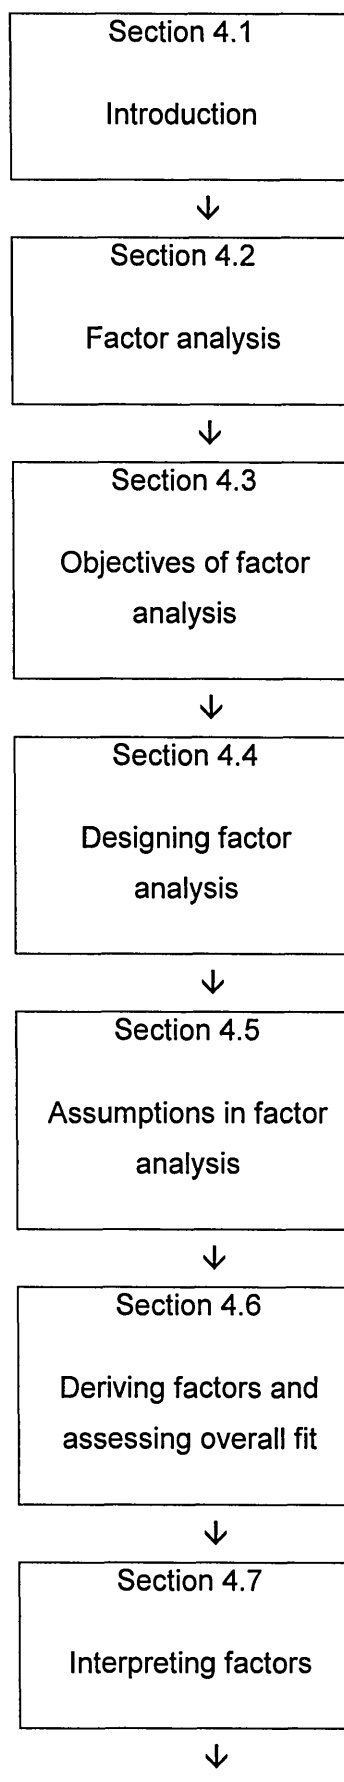 Section 4.1
Introduction
↓
Section 4.2
Factor analysis
↓
Section 4.3
Objectives of factor
analysis
↓
Section 4.4
Designing factor
analysis
↓
Section 4.5
Assumptions in factor
analysis
↓
Section 4.6
Deriving factors and
assessing overall fit
↓
Section 4.7
Interpreting factors
↓